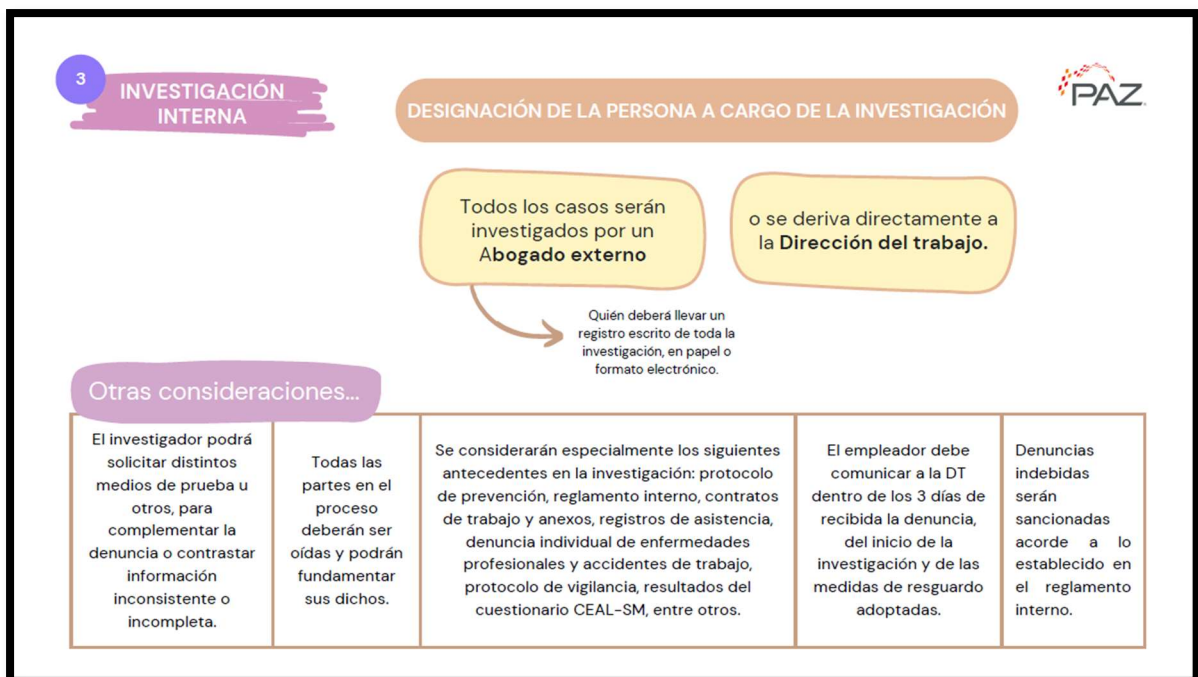 3
INVESTIGACIÓN
INTERNA
DESIGNACIÓN DE LA PERSONA A CARGO DE LA INVESTIGACIÓN
PAZ
Todos los casos serán
investigados por un
Abogado externo
o se deriva directamente a
la Dirección del trabajo.
Quién deberá llevar un
registro escrito de toda la
investigación, en papel o
formato electrónico.
Otras consideraciones...
El investigador podrá
solicitar distintos
medios de prueba u
otros, para
complementar la
denuncia o contrastar
información
inconsistente o
incompleta.
Todas las
partes en el
proceso
deberán ser
oídas y podrán
fundamentar
sus dichos.
Se considerarán especialmente los siguientes
antecedentes en la investigación: protocolo
de prevención, reglamento interno, contratos
de trabajo y anexos, registros de asistencia,
denuncia individual de enfermedades
profesionales y accidentes de trabajo,
protocolo de vigilancia, resultados del
cuestionario CEAL-SM, entre otros.
El empleador debe
comunicar a la DT
dentro de los 3 días de
recibida la denuncia,
del inicio de la
investigación y de las
medidas de resguardo
adoptadas.
Denuncias
indebidas
serán
sancionadas
acorde a lo
establecido en
el reglamento
interno.